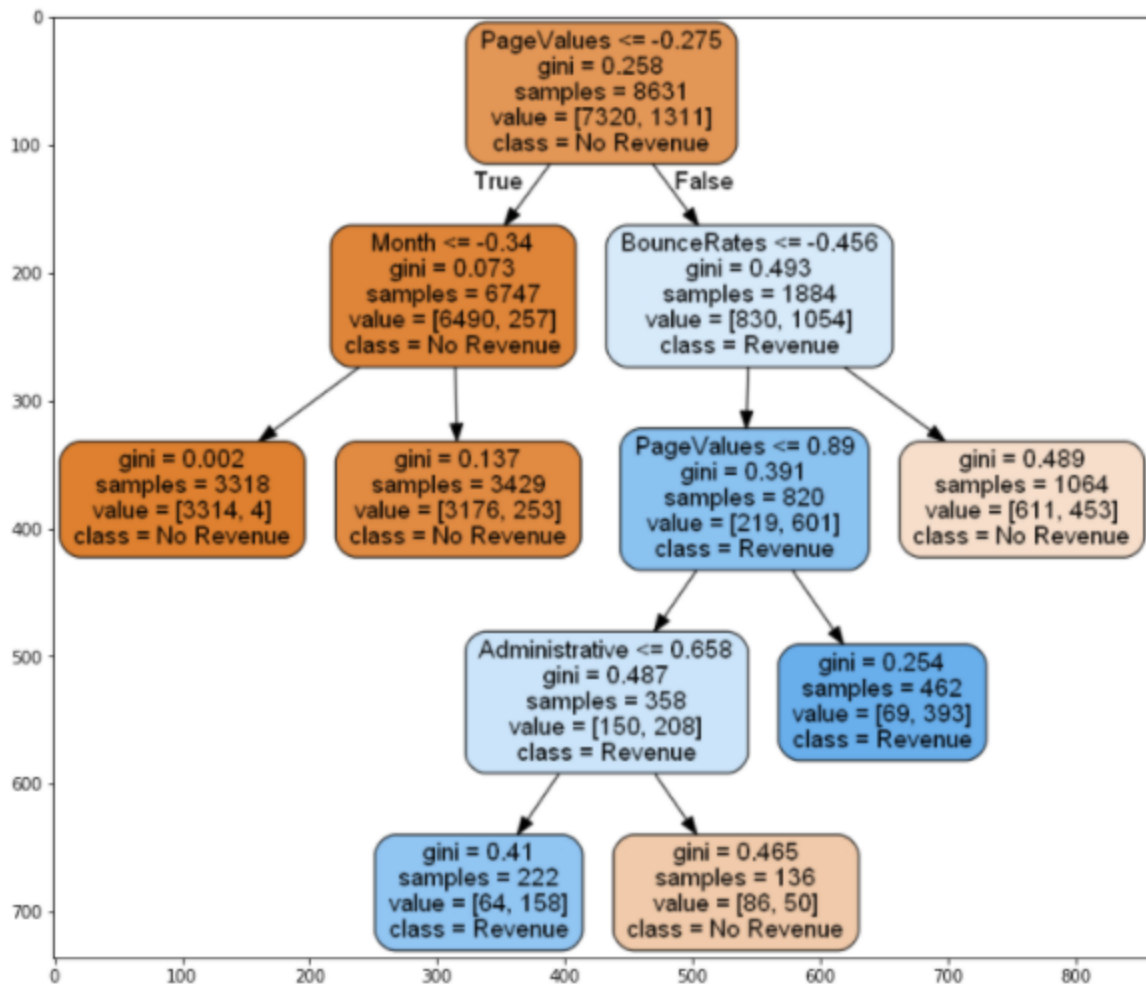 0
100
200
300
400
500
600
700
PageValues <= -0.275
gini = 0.258
samples = 8631
value = [7320, 1311]
class = No Revenue
True
False
Month <= -0.34
gini = 0.073
samples = 6747
value = [6490, 257]
class = No Revenue
BounceRates <= -0.456
gini = 0.493
samples = 1884
value = [830, 1054]
class = Revenue
gini = 0.002
samples = 3318
value = [3314, 4]
class = No Revenue
gini = 0.137
samples = 3429
value = [3176, 253]
class = No Revenue
PageValues <= 0.89
gini = 0.391
samples = 820
value = [219, 601]
class = Revenue
gini = 0.489
samples = 1064
value = [611, 453]
class = No Revenue
Administrative <= 0.658
gini = 0.487
samples = 358
value = [150, 208]
class = Revenue
gini = 0.254
samples = 462
value = [69, 393]
class = Revenue
gini = 0.41
samples = 222
value = [64, 158]
class = Revenue
gini = 0.465
samples = 136
value = [86, 50]
class = No Revenue
0 100 200 300 400 500 600 700 800